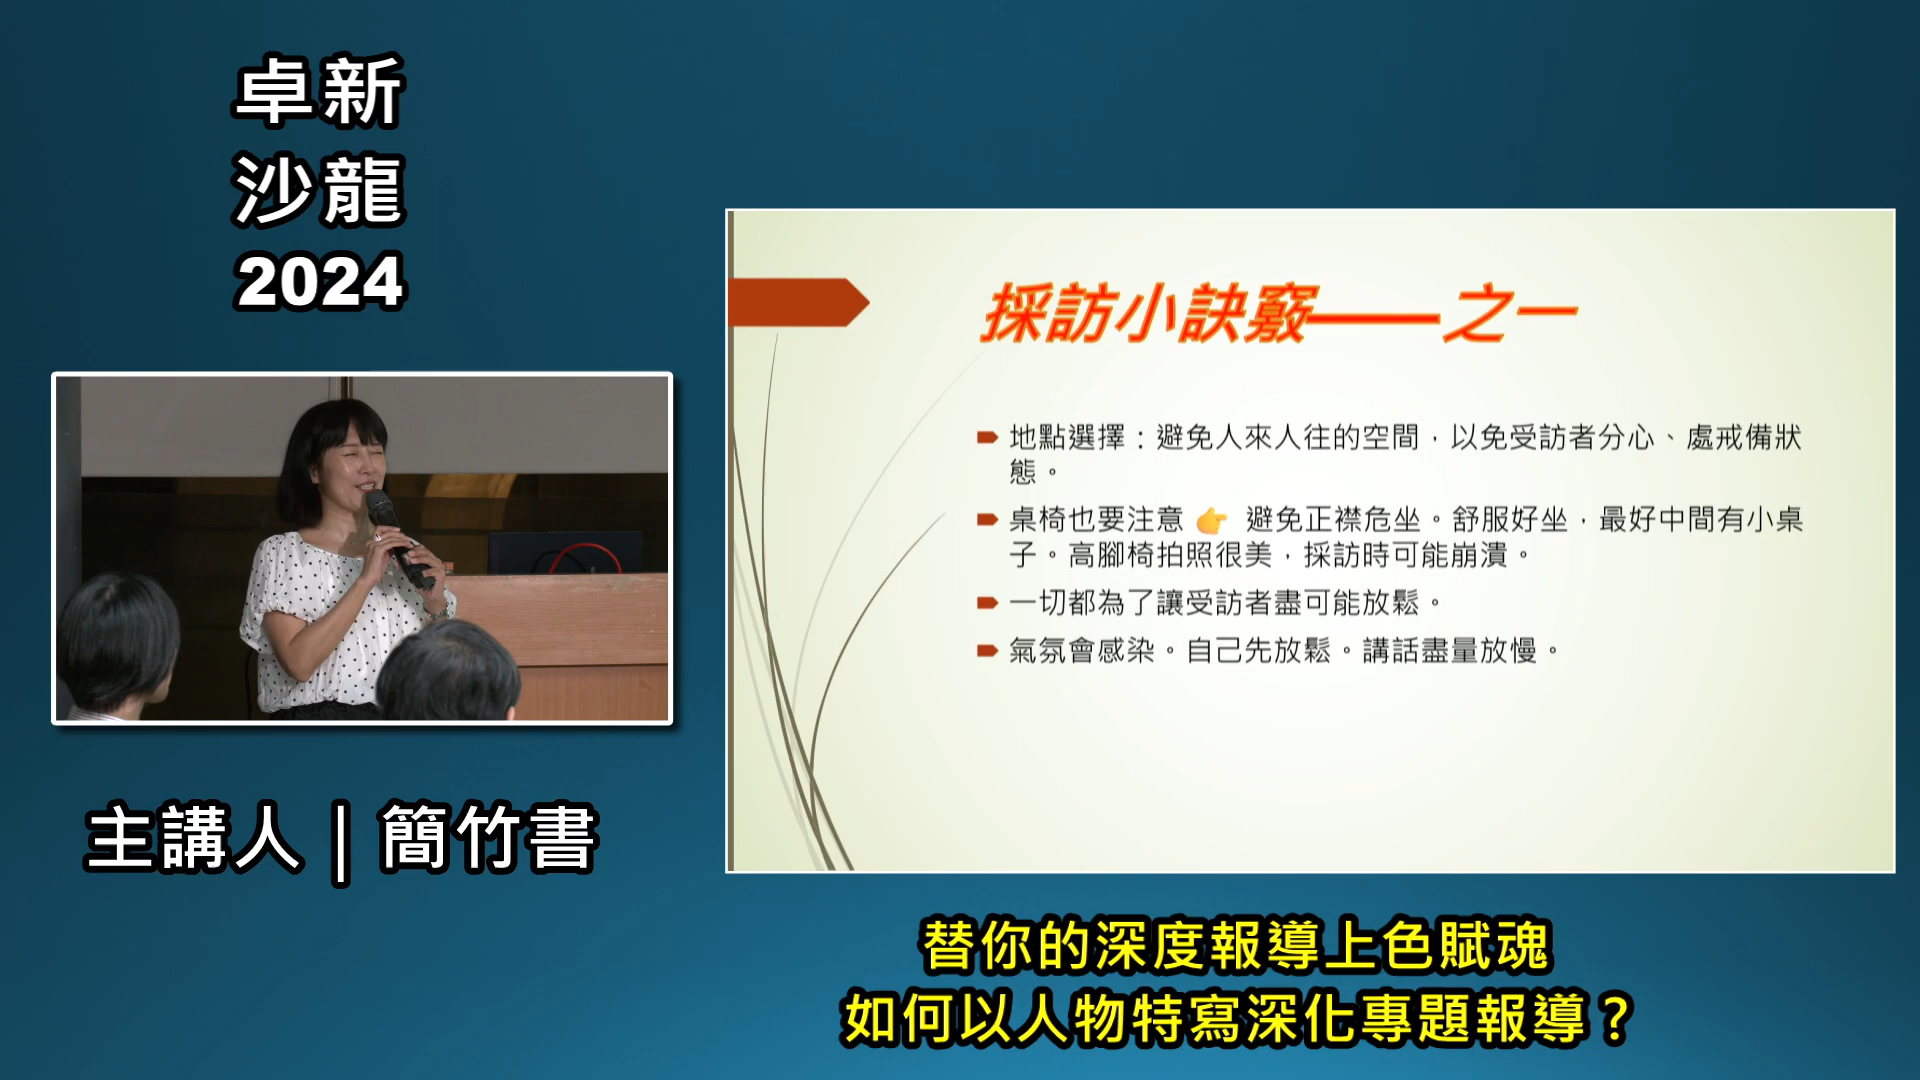 卓新
沙龍
2024
採訪小訣竅——之一
地點選擇：避免人來人往的空間，以免受訪者分心、處戒備狀
態。
桌椅也要注意 👉 避免正襟危坐。舒服好坐，最好中間有小桌
子。高腳椅拍照很美，採訪時可能崩潰。
一切都為了讓受訪者盡可能放鬆。
氣氛會感染。自己先放鬆。講話盡量放慢。
主講人｜簡竹書
替你的深度報導上色賦魂
如何以人物特寫深化專題報導？